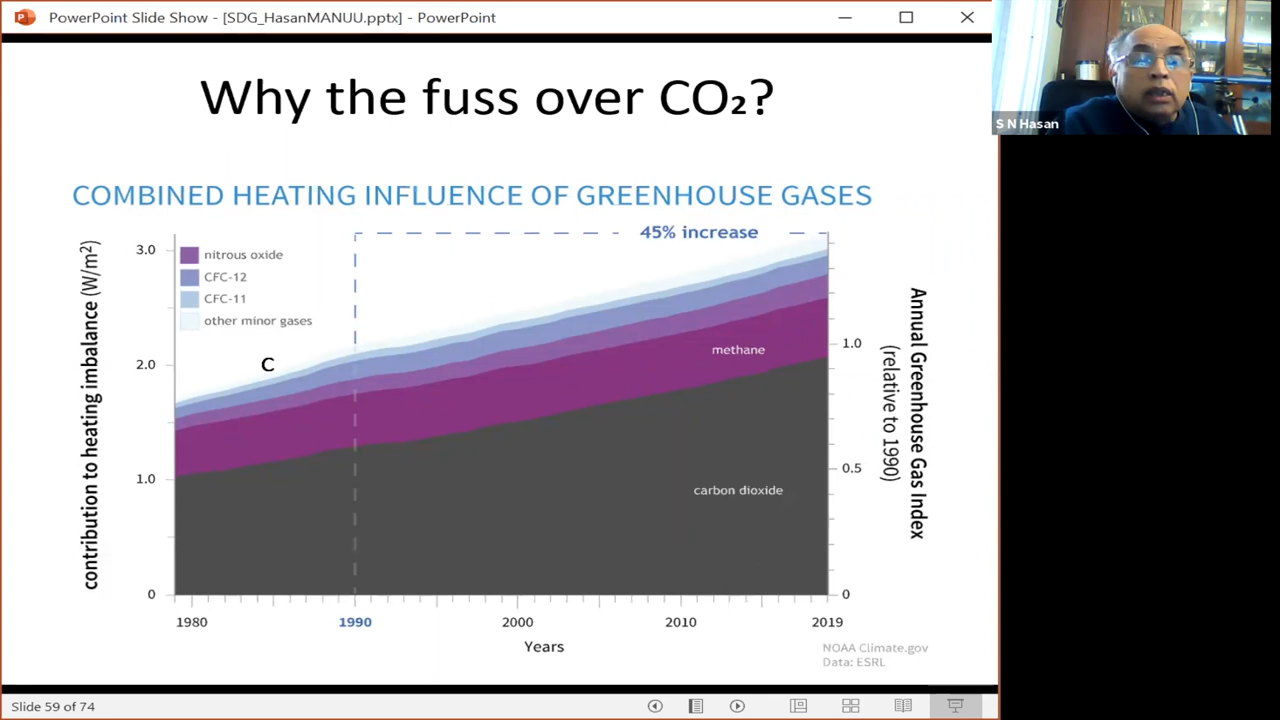 PowerPoint Slide Show - [SDG_HasanMANUU.pptx] - PowerPoint
S N Hasan
Why the fuss over CO₂?
COMBINED HEATING INFLUENCE OF GREENHOUSE GASES
45% increase
contribution to heating imbalance (W/m²)
3.0
2.0
1.0
0
nitrous oxide
CFC-12
CFC-11
other minor gases
C
methane
carbon dioxide
1.0
0.5
0
Annual Greenhouse Gas Index
(relative to 1990)
1980 1990 2000 2010 2019
Years
NOAA Climate.gov
Data: ESRL
Slide 59 of 74